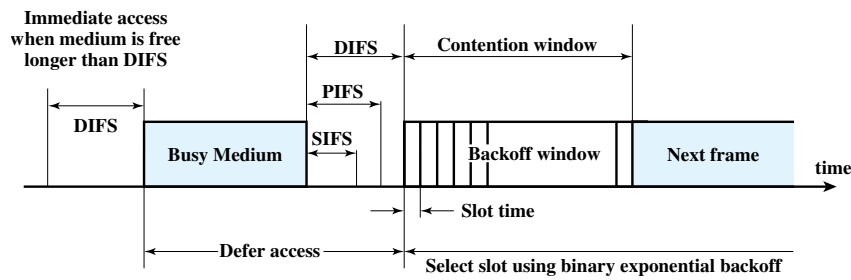 Immediate access
when medium is free
longer than DIFS
DIFS
Contention window
PIFS
DIFS
SIFS
Busy Medium
Backoff window
Next frame
time
Slot time
Defer access
Select slot using binary exponential backoff